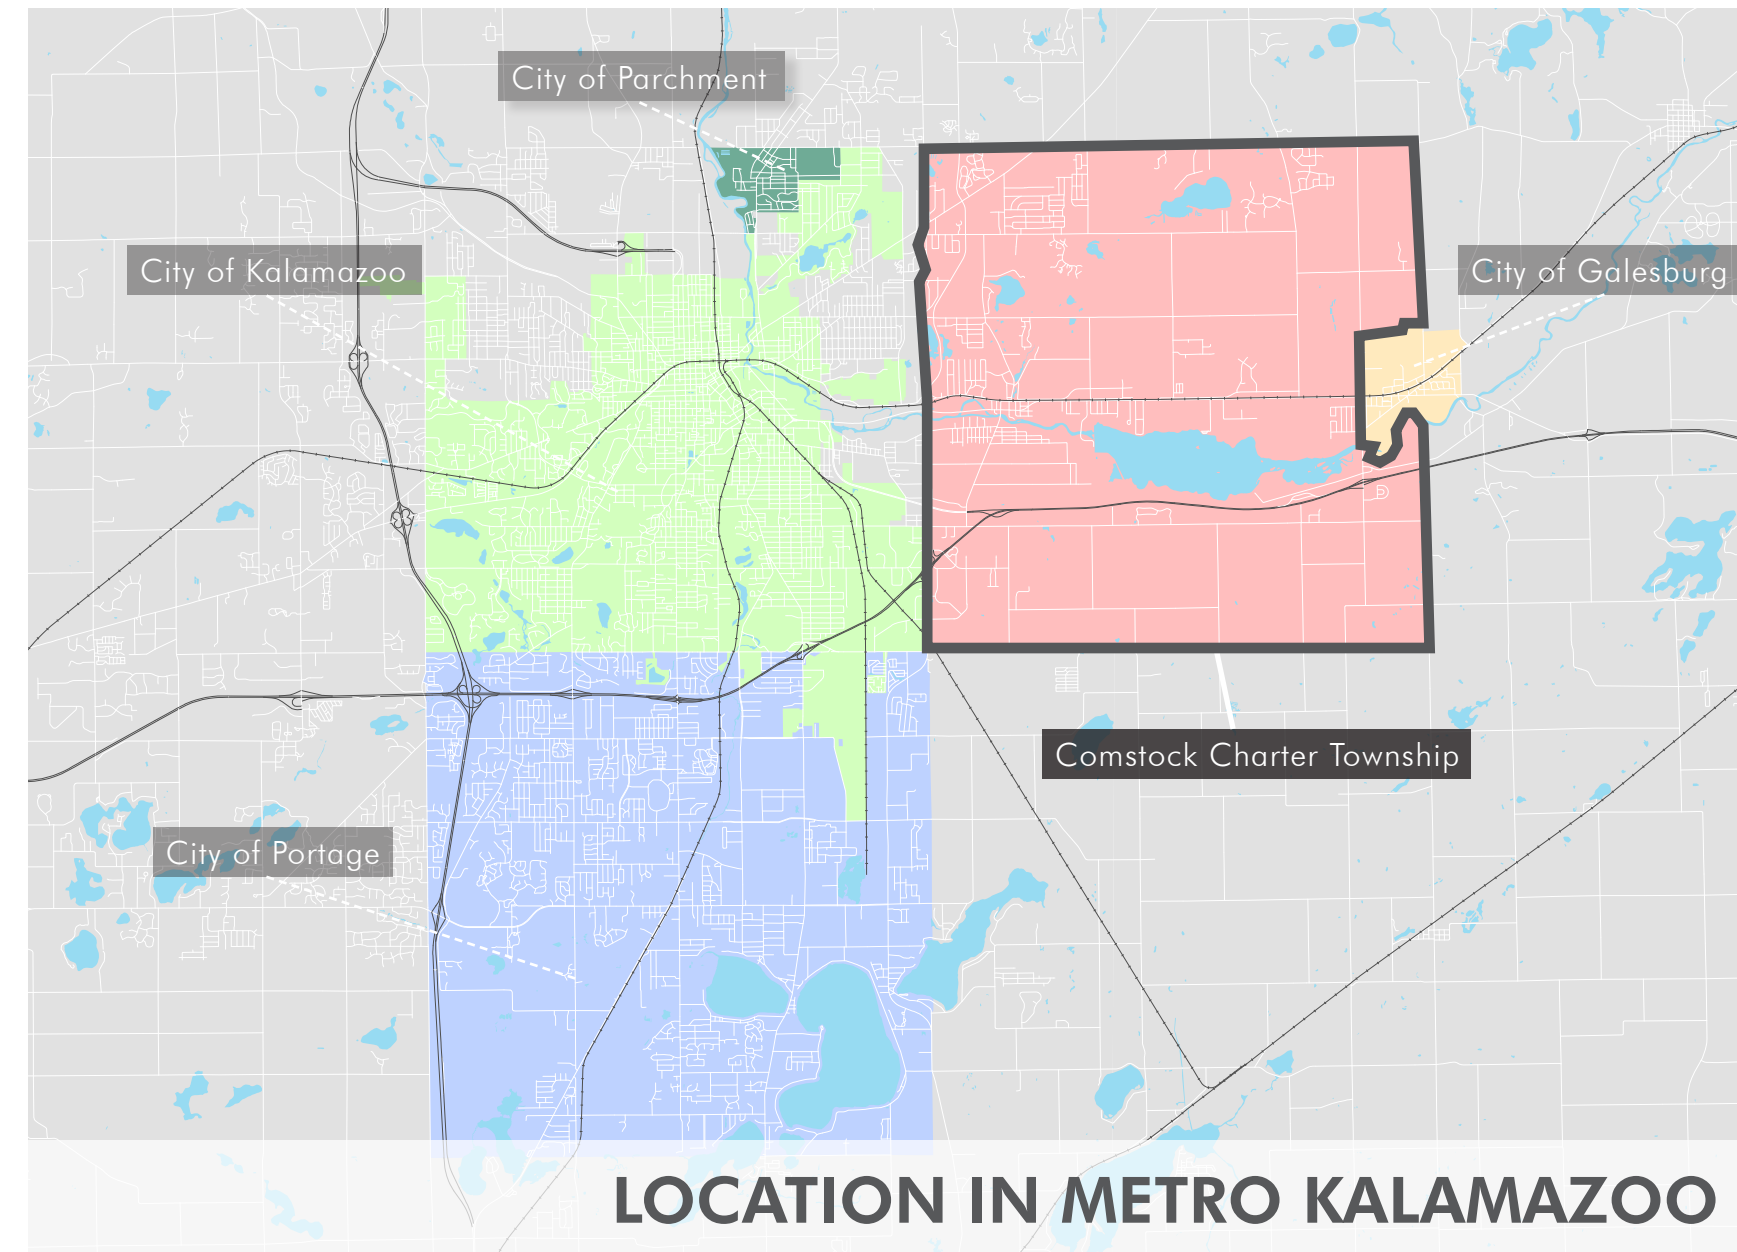 City of Parchment
City of Kalamazoo
City of Galesburg
Comstock Charter Township
City of Portage
LOCATION IN METRO KALAMAZOO